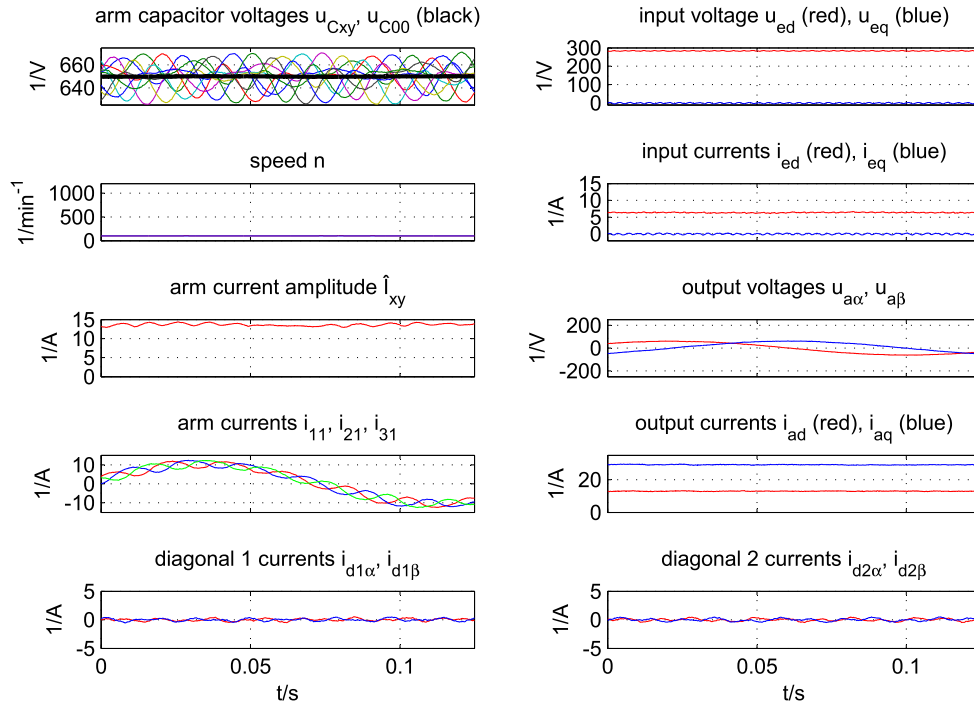 arm capacitor voltages u_Cxy, u_C00 (black)
1/V
660
640
input voltage u_ed (red), u_eq (blue)
1/V
300
200
100
0
speed n
1/min^-1
1000
500
0
input currents i_ed (red), i_eq (blue)
1/A
15
10
5
0
arm current amplitude Î_xy
1/A
15
10
5
0
output voltages u_aα, u_aβ
1/V
200
0
-200
arm currents i_11, i_21, i_31
1/A
10
0
-10
output currents i_ad (red), i_aq (blue)
1/A
20
0
diagonal 1 currents i_d1α, i_d1β
1/A
5
0
-5
0
0.05
0.1
t/s
diagonal 2 currents i_d2α, i_d2β
1/A
5
0
-5
0
0.05
0.1
t/s